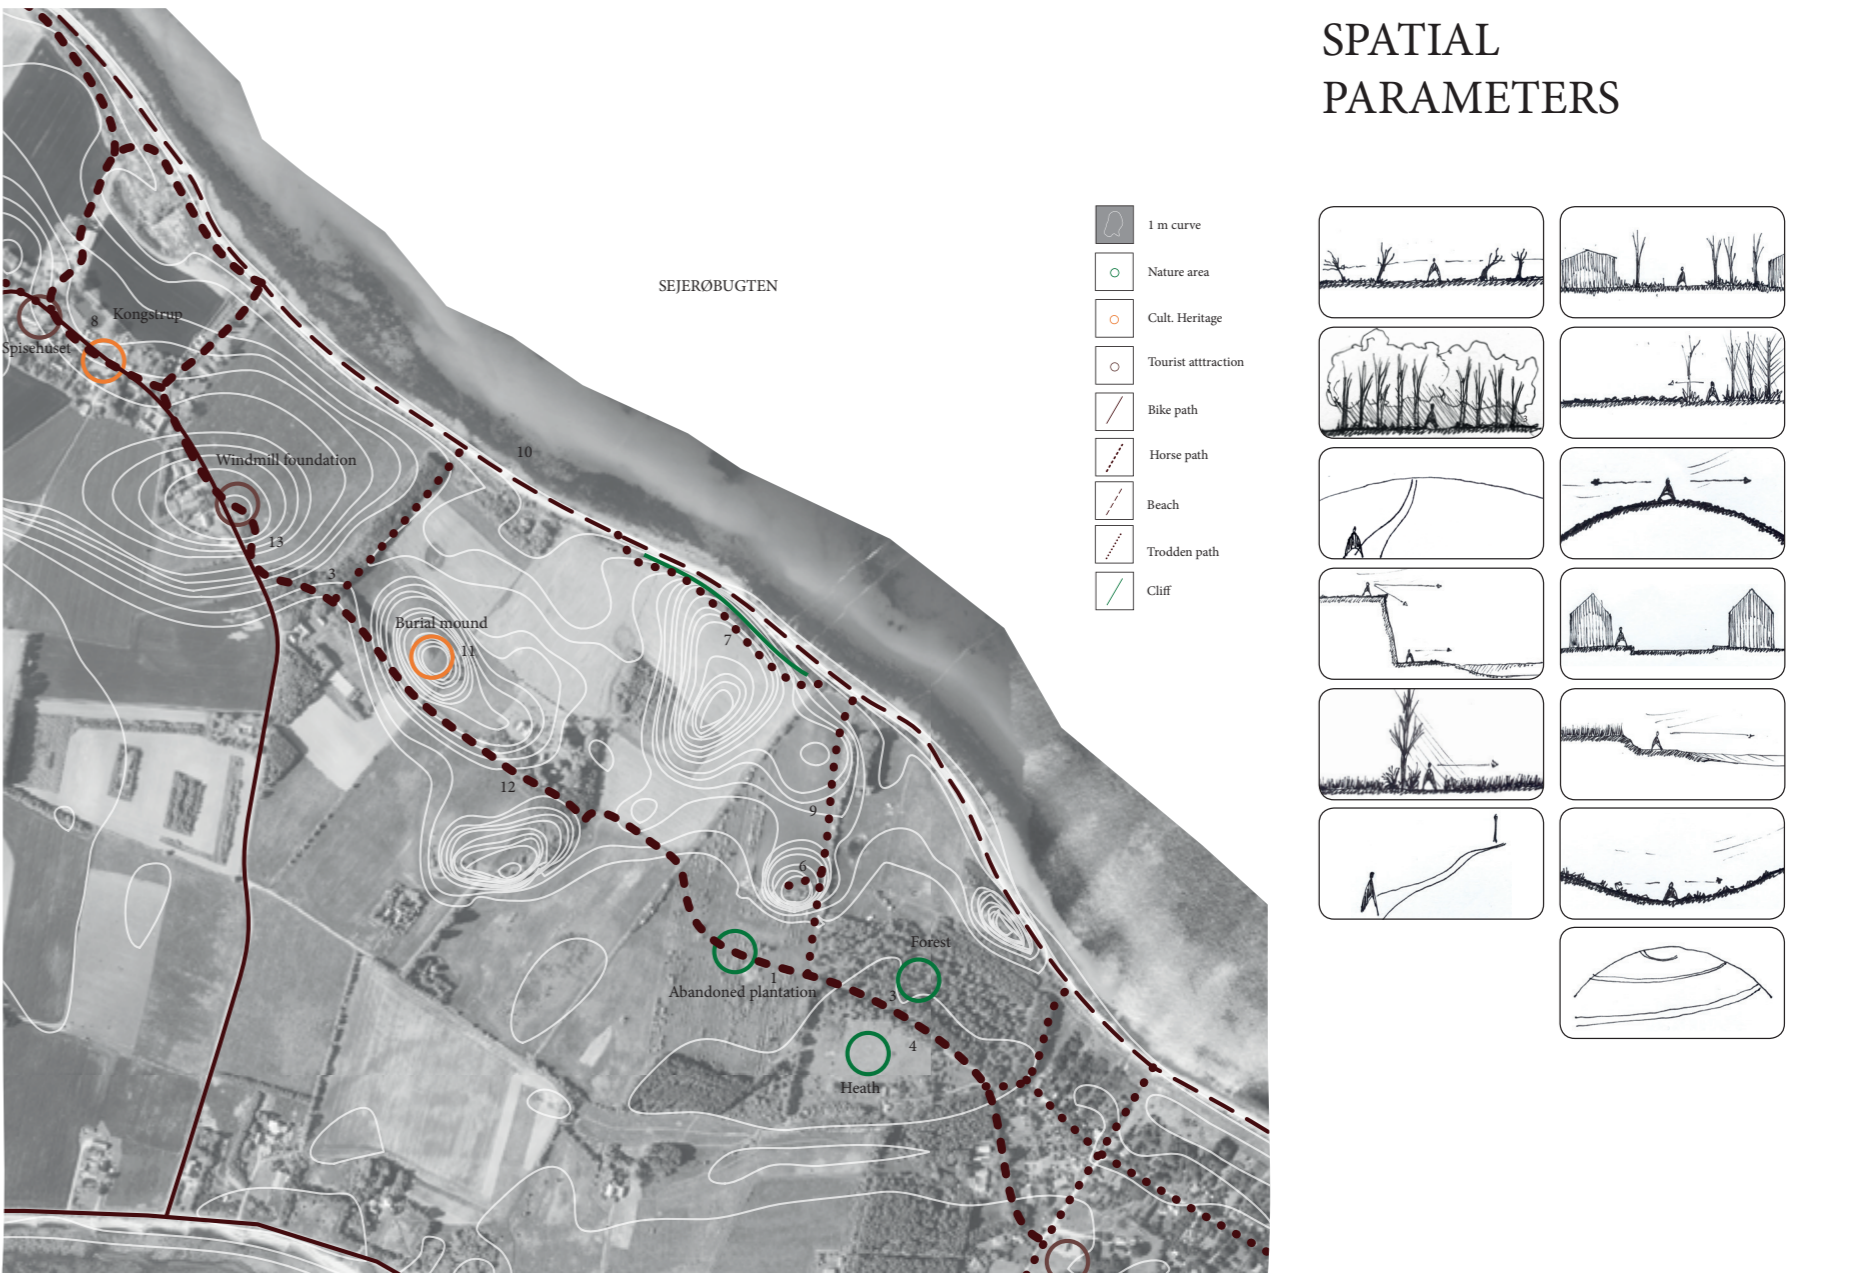 SPATIAL
PARAMETERS
SEJERØBUGTEN
1 m curve
Nature area
Cult. Heritage
Tourist atttraction
Bike path
Horse path
Beach
Trodden path
Cliff
8
Kongstrup
Spisehuset
10
Windmill foundation
13
3
Burial mound
11
7
12
9
6
Forest
1
Abandoned plantation
3
4
Heath